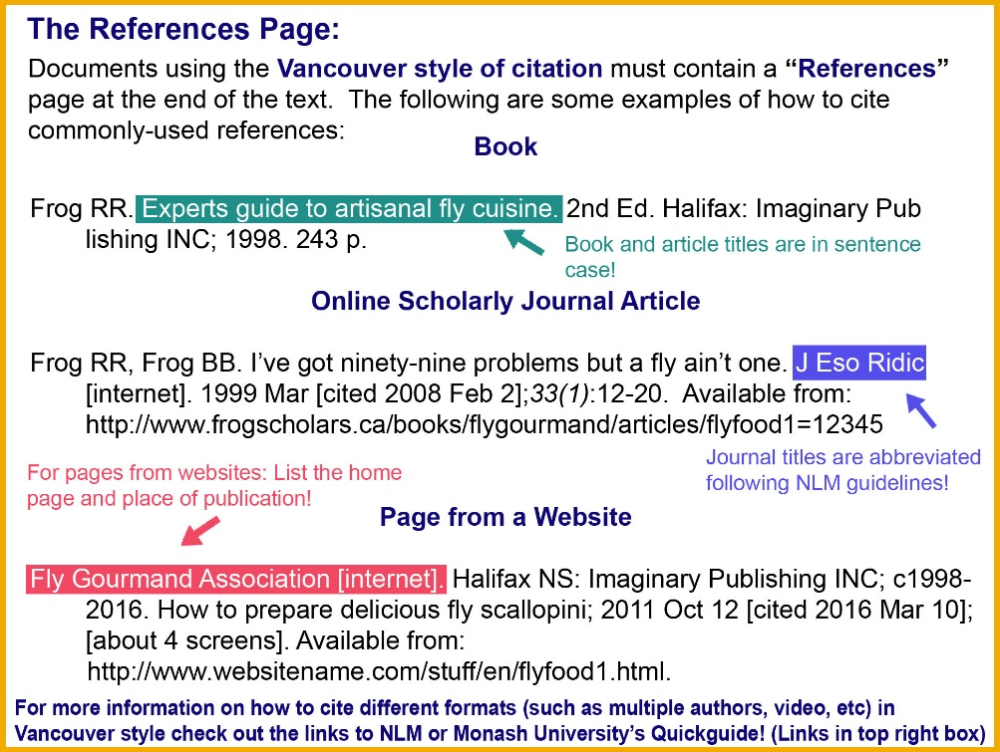 The References Page:
Documents using the Vancouver style of citation must contain a “References”
page at the end of the text.  The following are some examples of how to cite
commonly-used references:
Book
Frog RR. Experts guide to artisanal fly cuisine. 2nd Ed. Halifax: Imaginary Pub
lishing INC; 1998. 243 p.
Book and article titles are in sentence
case!
Online Scholarly Journal Article
Frog RR, Frog BB. I’ve got ninety-nine problems but a fly ain’t one. J Eso Ridic
[internet]. 1999 Mar [cited 2008 Feb 2];33(1):12-20.  Available from:
http://www.frogscholars.ca/books/flygourmand/articles/flyfood1=12345
Journal titles are abbreviated
following NLM guidelines!
For pages from websites: List the home
page and place of publication!
Page from a Website
Fly Gourmand Association [internet]. Halifax NS: Imaginary Publishing INC; c1998-
2016. How to prepare delicious fly scallopini; 2011 Oct 12 [cited 2016 Mar 10];
[about 4 screens]. Available from:
http://www.websitename.com/stuff/en/flyfood1.html.
For more information on how to cite different formats (such as multiple authors, video, etc) in
Vancouver style check out the links to NLM or Monash University’s Quickguide! (Links in top right box)